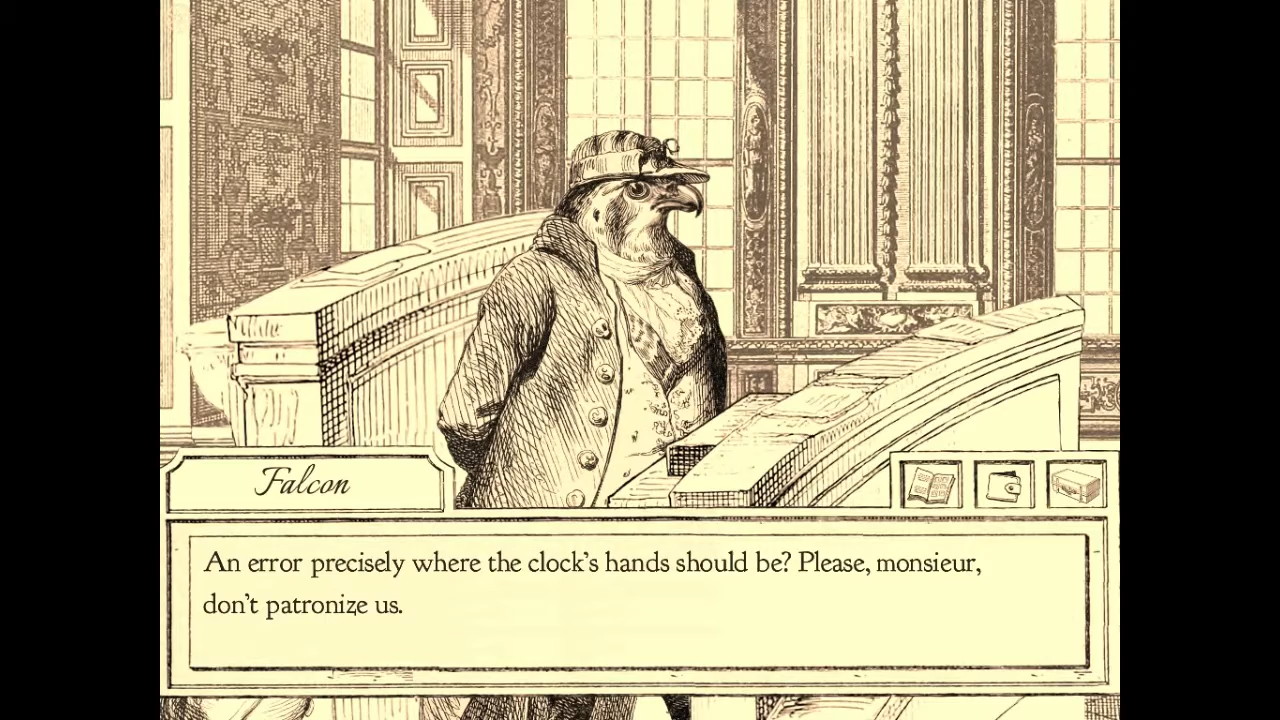 Falcon
An error precisely where the clock's hands should be? Please, monsieur,
don't patronize us.